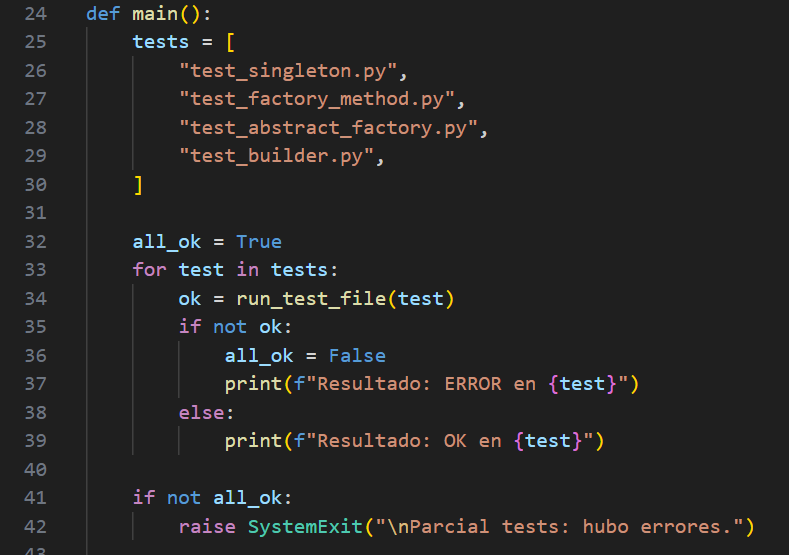 24 def main():
25     tests = [
26         "test_singleton.py",
27         "test_factory_method.py",
28         "test_abstract_factory.py",
29         "test_builder.py",
30     ]
31
32     all_ok = True
33     for test in tests:
34         ok = run_test_file(test)
35         if not ok:
36             all_ok = False
37             print(f"Resultado: ERROR en {test}")
38         else:
39             print(f"Resultado: OK en {test}")
40
41     if not all_ok:
42         raise SystemExit("\nParcial tests: hubo errores.")